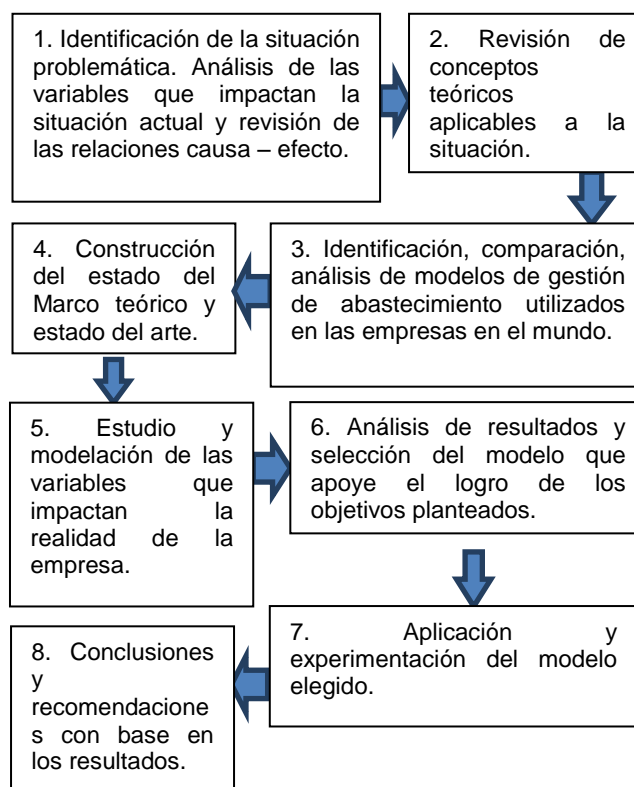 1. Identificación de la situación
problemática. Análisis de las
variables que impactan la
situación actual y revisión de
las relaciones causa – efecto.
2. Revisión de
conceptos
teóricos
aplicables a la
situación.
3. Identificación, comparación,
análisis de modelos de gestión
de abastecimiento utilizados
en las empresas en el mundo.
4. Construcción
del estado del
Marco teórico y
estado del arte.
5. Estudio y
modelación de las
variables que
impactan la
realidad de la
empresa.
6. Análisis de resultados y
selección del modelo que
apoye el logro de los
objetivos planteados.
7. Aplicación y
experimentación del modelo
elegido.
8. Conclusiones
y
recomendacione
s con base en
los resultados.